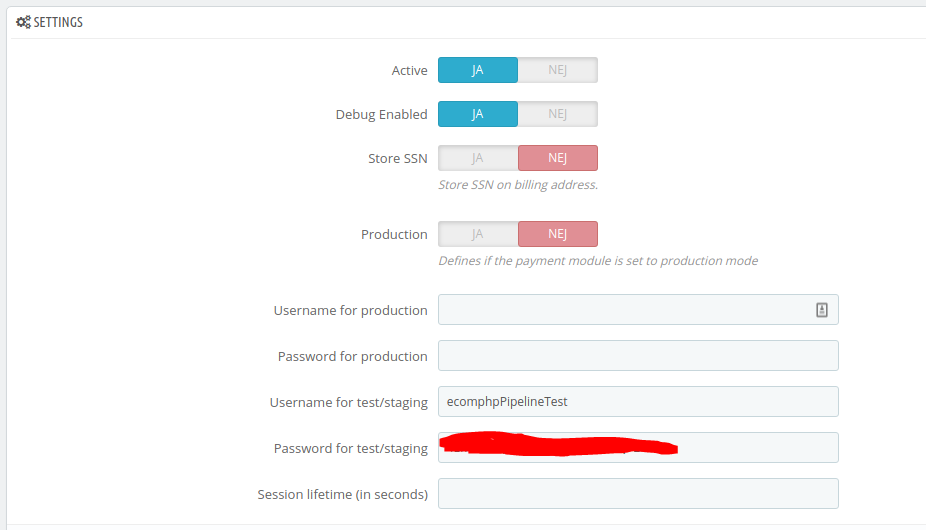 SETTINGS
Active JA NEJ
Debug Enabled JA NEJ
Store SSN JA NEJ
Store SSN on billing address.
Production JA NEJ
Defines if the payment module is set to production mode
Username for production
Password for production
Username for test/staging ecomphpPipelineTest
Password for test/staging
Session lifetime (in seconds)